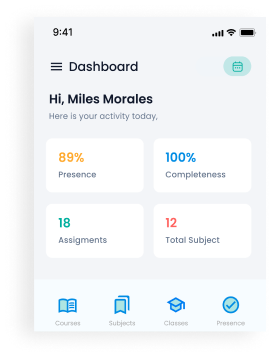 9:41
Dashboard
Hi, Miles Morales
Here is your activity today,
89% 100%
Presence Completeness
18 12
Assigments Total Subject
Courses Subjects Classes Presence